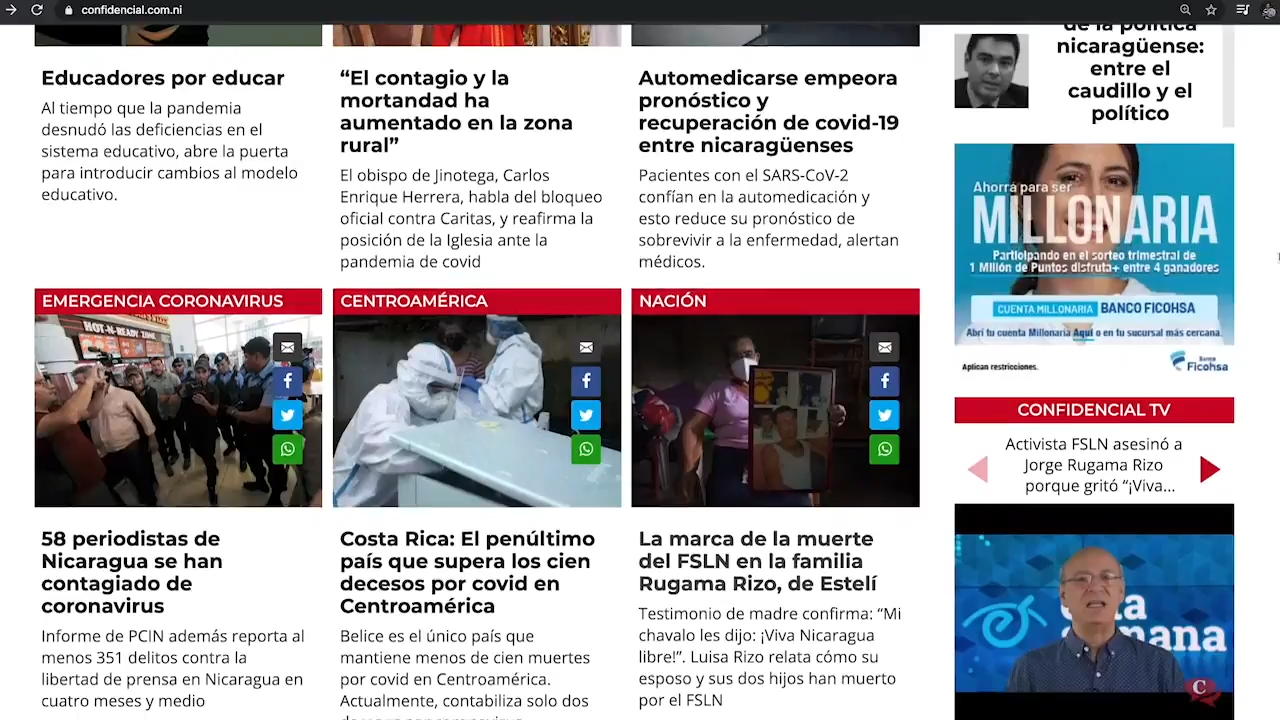 confidencial.com.ni
Educadores por educar
Al tiempo que la pandemia
desnudó las deficiencias en el
sistema educativo, abre la puerta
para introducir cambios al modelo
educativo.
“El contagio y la
mortandad ha
aumentado en la zona
rural”
El obispo de Jinotega, Carlos
Enrique Herrera, habla del bloqueo
oficial contra Caritas, y reafirma la
posición de la Iglesia ante la
pandemia de covid
Automedicarse empeora
pronóstico y
recuperación de covid-19
entre nicaragüenses
Pacientes con el SARS-CoV-2
confían en la automedicación y
esto reduce su pronóstico de
sobrevivir a la enfermedad, alertan
médicos.
de la política
nicaragüense:
entre el
caudillo y el
político
Ahorrá para ser
MILLONARIA
Participando en el sorteo trimestral de
1 Millón de Puntos disfruta+ entre 4 ganadores
CUENTA MILLONARIA BANCO FICOHSA
Abrí tu cuenta Millonaria Aquí o en tu sucursal más cercana.
Aplican restricciones.
Banco
Ficohsa
EMERGENCIA CORONAVIRUS
HOT-N-READY
58 periodistas de
Nicaragua se han
contagiado de
coronavirus
Informe de PCIN además reporta al
menos 351 delitos contra la
libertad de prensa en Nicaragua en
cuatro meses y medio
CENTROAMÉRICA
Costa Rica: El penúltimo
país que supera los cien
decesos por covid en
Centroamérica
Belice es el único país que
mantiene menos de cien muertes
por covid en Centroamérica.
Actualmente, contabiliza solo dos
NACIÓN
La marca de la muerte
del FSLN en la familia
Rugama Rizo, de Estelí
Testimonio de madre confirma: “Mi
chavalo les dijo: ¡Viva Nicaragua
libre!”. Luisa Rizo relata cómo su
esposo y sus dos hijos han muerto
por el FSLN
CONFIDENCIAL TV
Activista FSLN asesinó a
Jorge Rugama Rizo
porque gritó “¡Viva...
C